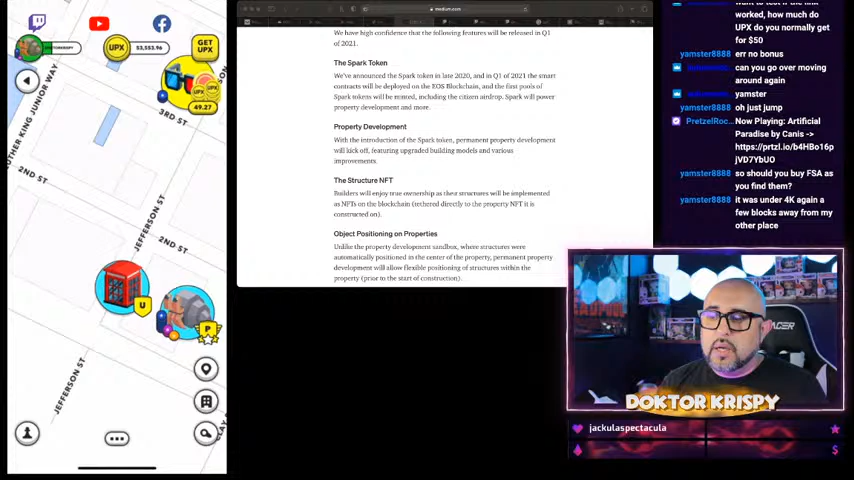 UPX
53,552.96
GET
UPX
49.27
3RD ST
2ND ST
JEFFERSON ST
2ND ST
JEFFERSON ST
U
P
medium.com
We have high confidence that the following features will be released in Q1
of 2021.
The Spark Token
We've announced the Spark token in late 2020, and in Q1 of 2021 the smart
contracts will be deployed on the EOS Blockchain, and the first pools of
Spark tokens will be minted, including the citizen airdrop. Spark will power
property development and more.
Property Development
With the introduction of the Spark token, permanent property development
will kick off, featuring upgraded building models and various
improvements.
The Structure NFT
Builders will enjoy true ownership as their structures will be implemented
as NFTs on the blockchain (tethered directly to the property NFT it is
constructed on).
Object Positioning on Properties
Unlike the property development sandbox, where structures were
automatically positioned in the center of the property, permanent property
development will allow flexible positioning of structures within the
property (prior to the start of construction).
worked, how much do
UPX do you normally
get for $50
yamster8888 err no bonus
can you go over moving
around again
yamster
yamster8888 oh just jump
PretzelRoc... Now Playing: Artificial
Paradise by Canis ->
https://prtzl.io/b4HBo16p
jVD7YbUO
yamster8888 so should you buy FSA as
you find them?
yamster8888 it was under 4K again a
few blocks away from my
other place
DEADPOOL
ACER
DOKTOR KRISPY
jackulaspectacula
$